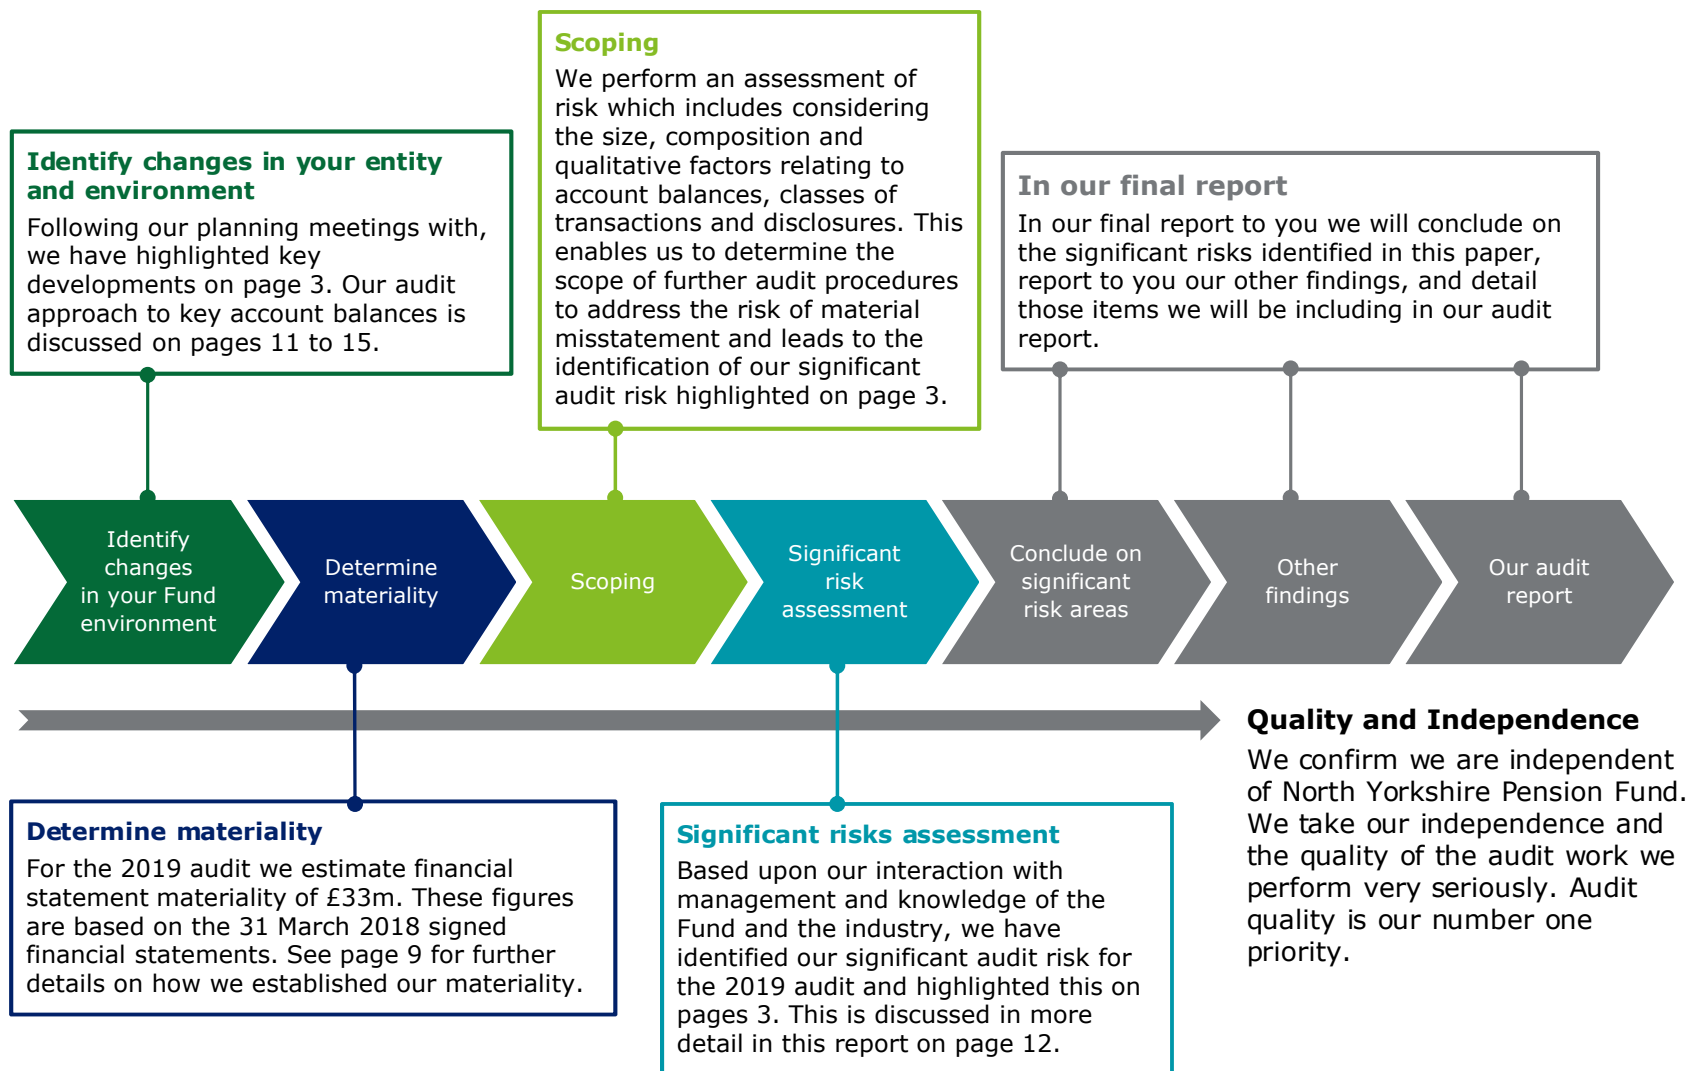 Scoping
We perform an assessment of
risk which includes considering
the size, composition and
qualitative factors relating to
account balances, classes of
transactions and disclosures. This
enables us to determine the
scope of further audit procedures
to address the risk of material
misstatement and leads to the
identification of our significant
audit risk highlighted on page 3.
Identify changes in your entity
and environment
Following our planning meetings with,
we have highlighted key
developments on page 3. Our audit
approach to key account balances is
discussed on pages 11 to 15.
In our final report
In our final report to you we will conclude on
the significant risks identified in this paper,
report to you our other findings, and detail
those items we will be including in our audit
report.
Identify
changes
in your Fund
environment
Determine
materiality
Scoping
Significant
risk
assessment
Conclude on
significant
risk areas
Other
findings
Our audit
report
Determine materiality
For the 2019 audit we estimate financial
statement materiality of £33m. These figures
are based on the 31 March 2018 signed
financial statements. See page 9 for further
details on how we established our materiality.
Significant risks assessment
Based upon our interaction with
management and knowledge of the
Fund and the industry, we have
identified our significant audit risk for
the 2019 audit and highlighted this on
pages 3. This is discussed in more
detail in this report on page 12.
Quality and Independence
We confirm we are independent
of North Yorkshire Pension Fund.
We take our independence and
the quality of the audit work we
perform very seriously. Audit
quality is our number one
priority.